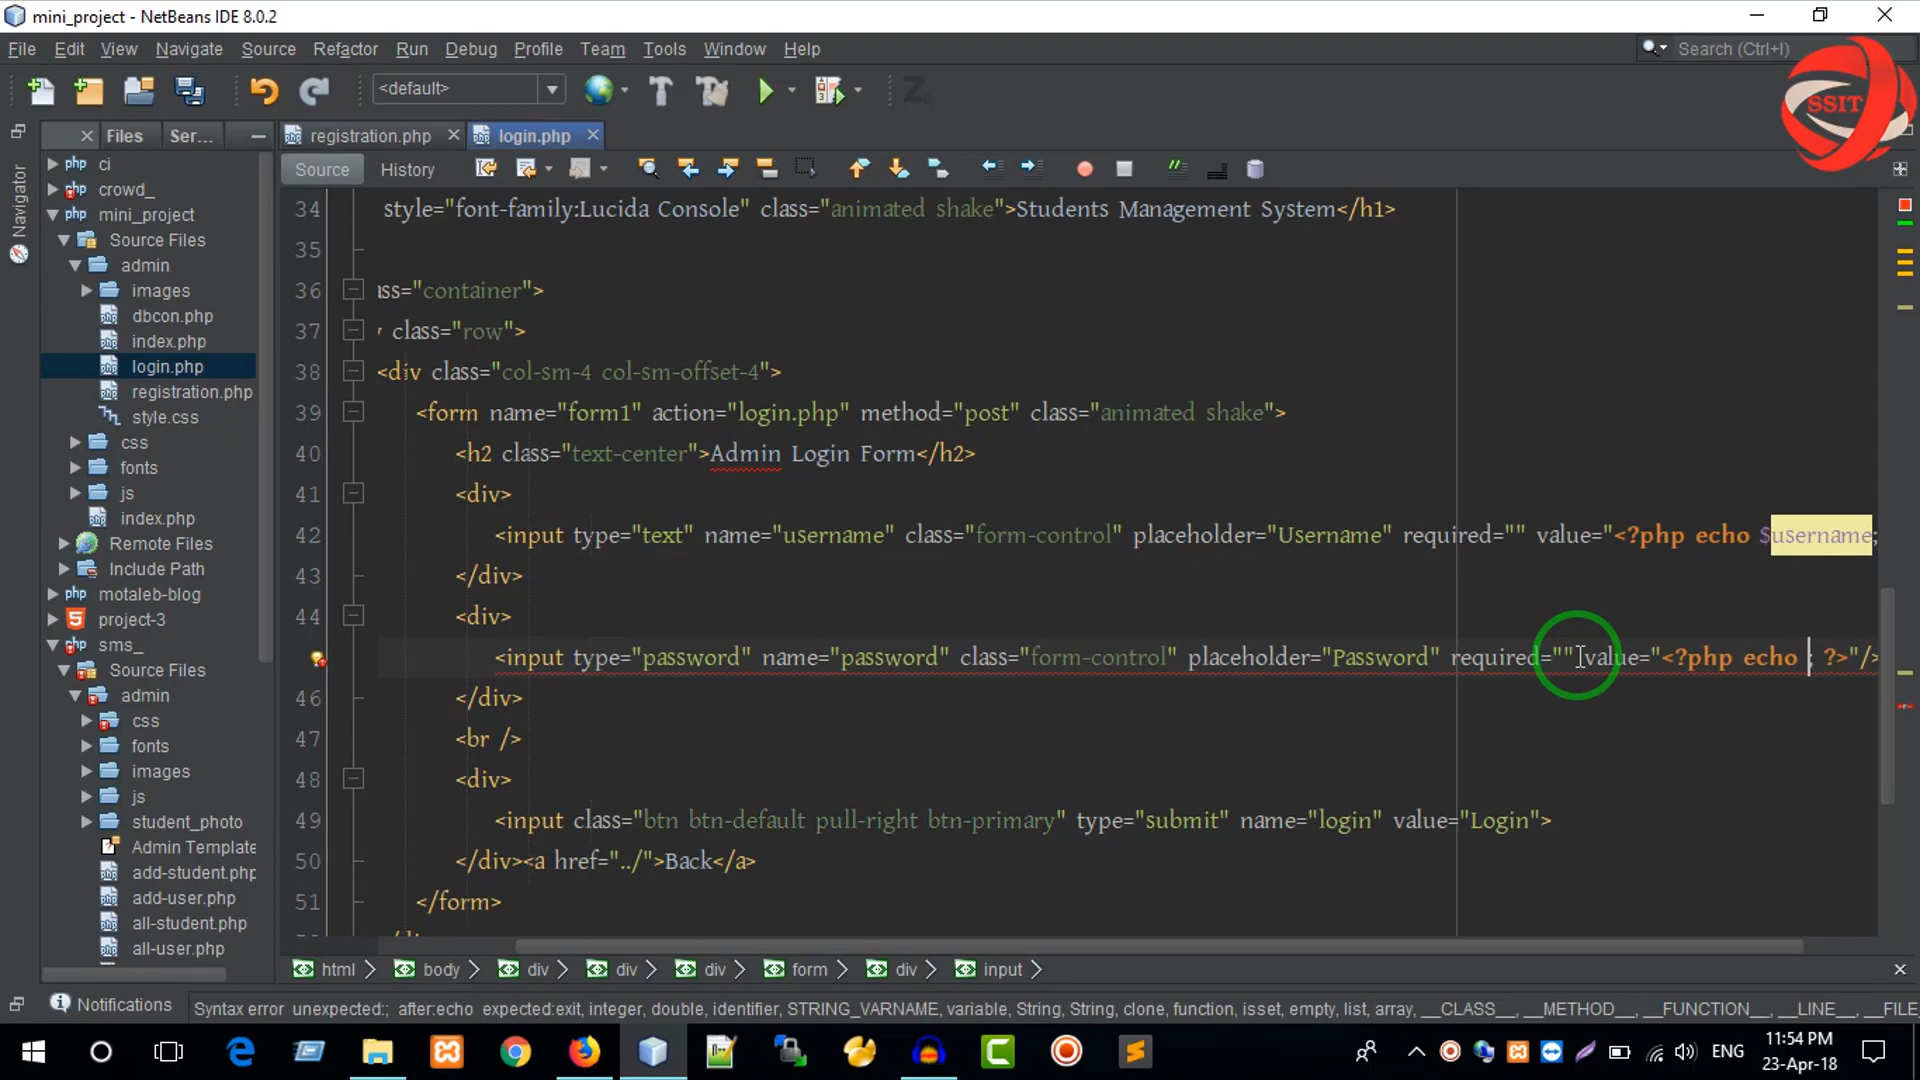 mini_project - NetBeans IDE 8.0.2
File Edit View Navigate Source Refactor Run Debug Profile Team Tools Window Help
Search (Ctrl+I)
<default>
SSIT
Files Ser...
registration.php login.php
Source History
Navigator
ci
crowd_
mini_project
Source Files
admin
images
dbcon.php
index.php
login.php
registration.php
style.css
css
fonts
js
index.php
Remote Files
Include Path
motaleb-blog
project-3
sms_
Source Files
admin
css
fonts
images
js
student_photo
Admin Template
add-student.php
add-user.php
all-student.php
all-user.php
34 style="font-family:Lucida Console" class="animated shake">Students Management System</h1>
35
36 ass="container">
37 class="row">
38 <div class="col-sm-4 col-sm-offset-4">
39 <form name="form1" action="login.php" method="post" class="animated shake">
40 <h2 class="text-center">Admin Login Form</h2>
41 <div>
42 <input type="text" name="username" class="form-control" placeholder="Username" required="" value="<?php echo $username;
43 </div>
44 <div>
<input type="password" name="password" class="form-control" placeholder="Password" required="" value="<?php echo ; ?>"/>
46 </div>
47 <br />
48 <div>
49 <input class="btn btn-default pull-right btn-primary" type="submit" name="login" value="Login">
50 </div><a href="../">Back</a>
51 </form>
html body div div div form div input
Notifications
Syntax error unexpected:; after:echo expected:exit, integer, double, identifier, STRING_VARNAME, variable, String, String, clone, function, isset, empty, list, array, __CLASS__, __METHOD__, __FUNCTION__, __LINE__, __FILE_
ENG
11:54 PM
23-Apr-18